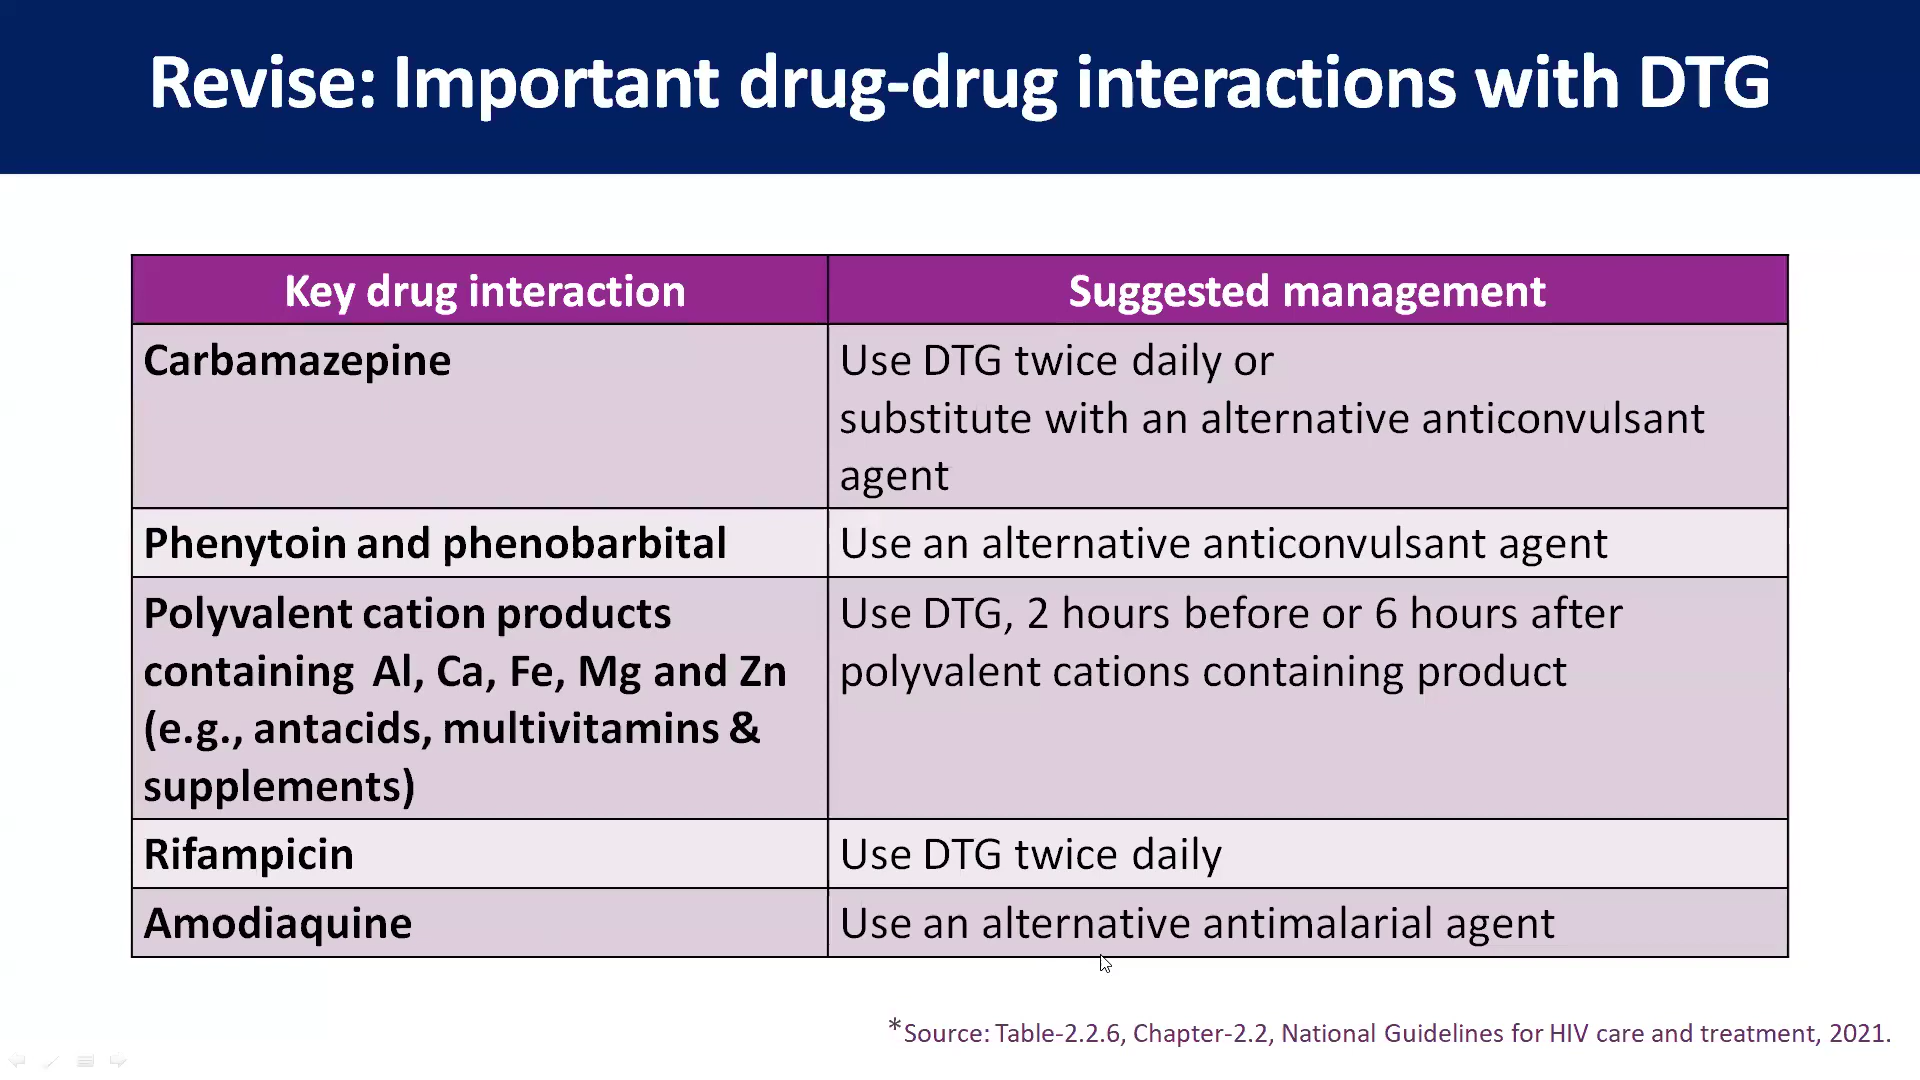 Revise: Important drug-drug interactions with DTG
Key drug interaction
Suggested management
Carbamazepine
Use DTG twice daily or
substitute with an alternative anticonvulsant
agent
Phenytoin and phenobarbital
Use an alternative anticonvulsant agent
Polyvalent cation products
containing Al, Ca, Fe, Mg and Zn
(e.g., antacids, multivitamins &
supplements)
Use DTG, 2 hours before or 6 hours after
polyvalent cations containing product
Rifampicin
Use DTG twice daily
Amodiaquine
Use an alternative antimalarial agent
*Source: Table-2.2.6, Chapter-2.2, National Guidelines for HIV care and treatment, 2021.